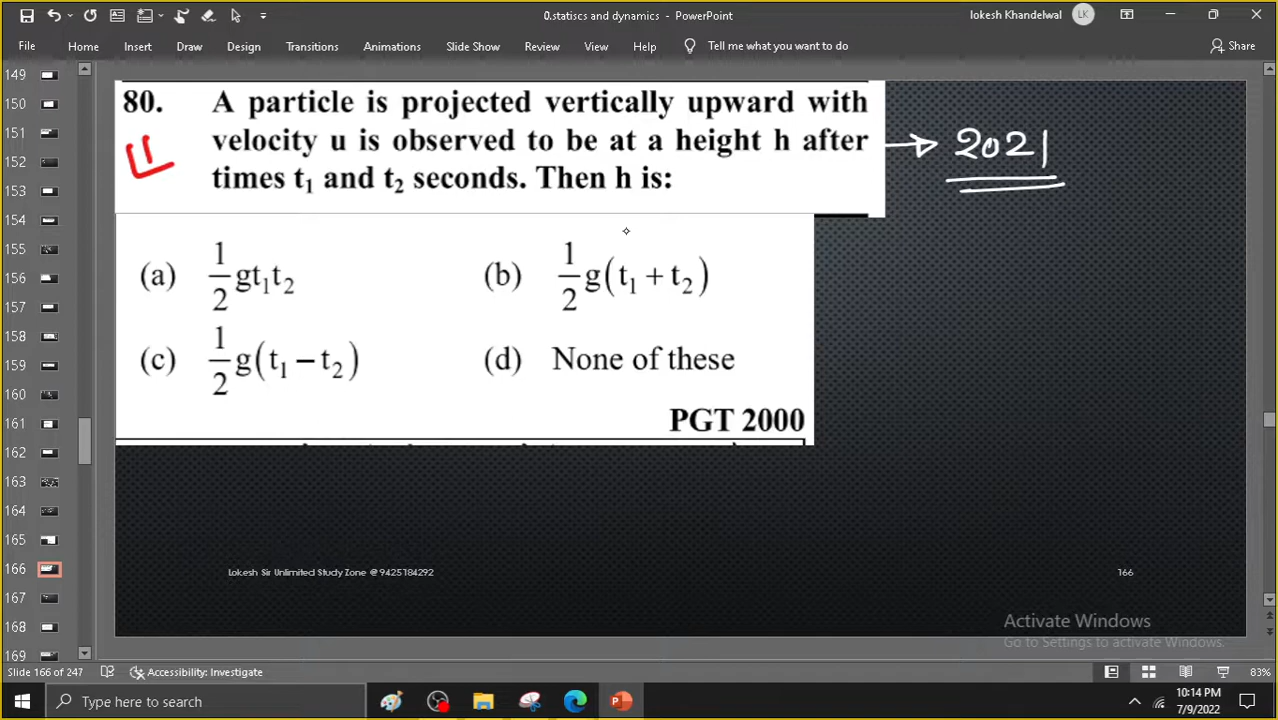 0.statiscs and dynamics - PowerPoint
lokesh Khandelwal LK
File Home Insert Draw Design Transitions Animations Slide Show Review View Help Tell me what you want to do Share
149
150
151
152
153
154
155
156
157
158
159
160
161
162
163
164
165
166
167
168
169
80. A particle is projected vertically upward with
velocity u is observed to be at a height h after
times t₁ and t₂ seconds. Then h is:
2021
(a) 1/2 gt₁t₂ (b) 1/2 g(t₁ + t₂)
(c) 1/2 g(t₁ − t₂) (d) None of these
PGT 2000
Lokesh Sir Unlimited Study Zone @9425184292 166
Activate Windows
Go to Settings to activate Windows.
Slide 166 of 247 Accessibility: Investigate 83%
Type here to search
10:14 PM
7/9/2022